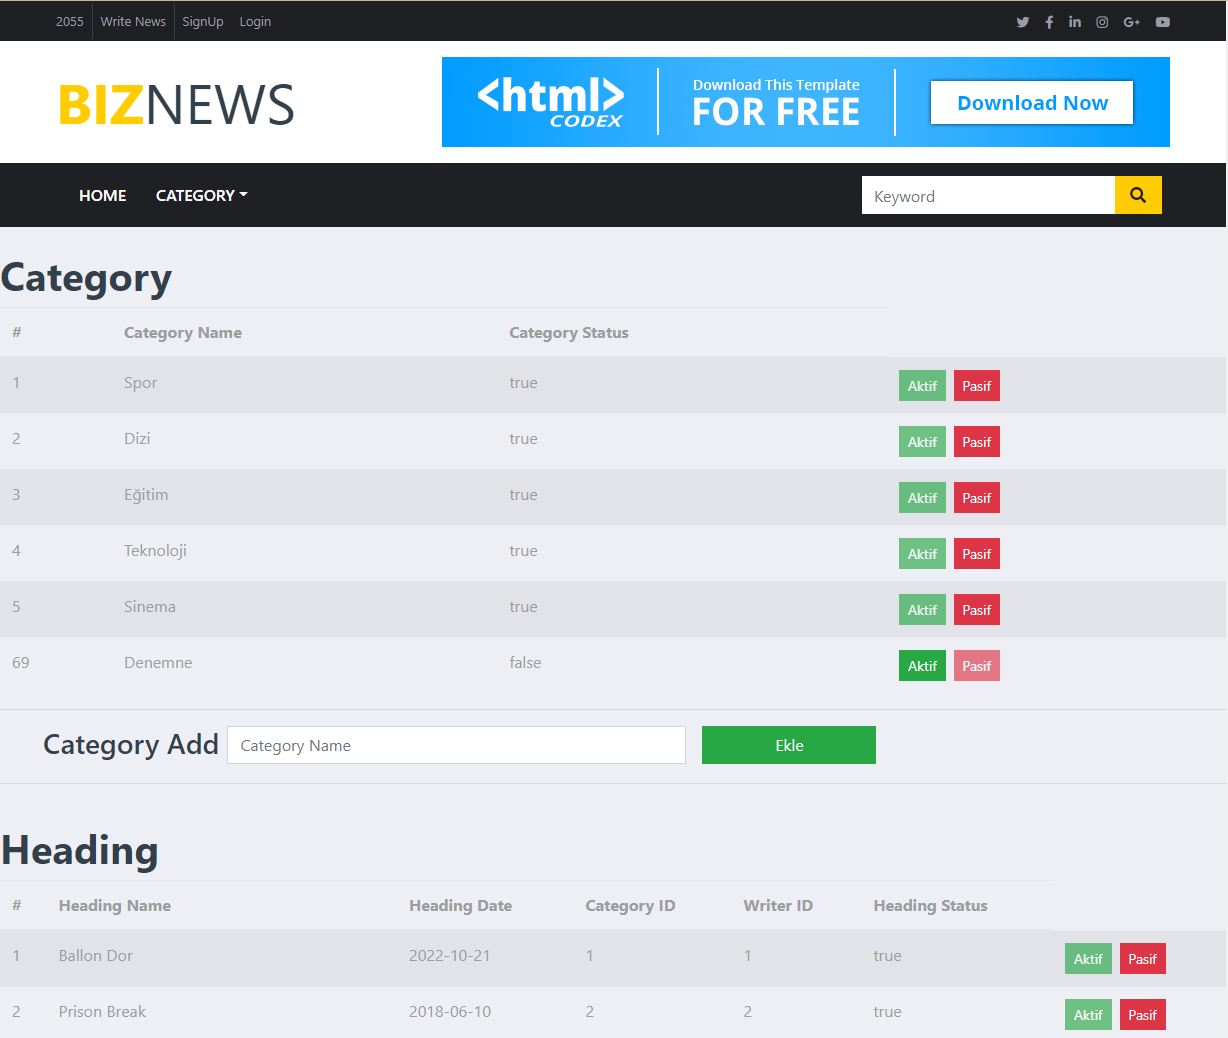 2055 Write News SignUp Login
BIZNEWS
<html>
CODEX
Download This Template
FOR FREE
Download Now
HOME CATEGORY Keyword
Category
# Category Name Category Status
1 Spor true Aktif Pasif
2 Dizi true Aktif Pasif
3 Eğitim true Aktif Pasif
4 Teknoloji true Aktif Pasif
5 Sinema true Aktif Pasif
69 Denemne false Aktif Pasif
Category Add Category Name Ekle
Heading
# Heading Name Heading Date Category ID Writer ID Heading Status
1 Ballon Dor 2022-10-21 1 1 true Aktif Pasif
2 Prison Break 2018-06-10 2 2 true Aktif Pasif